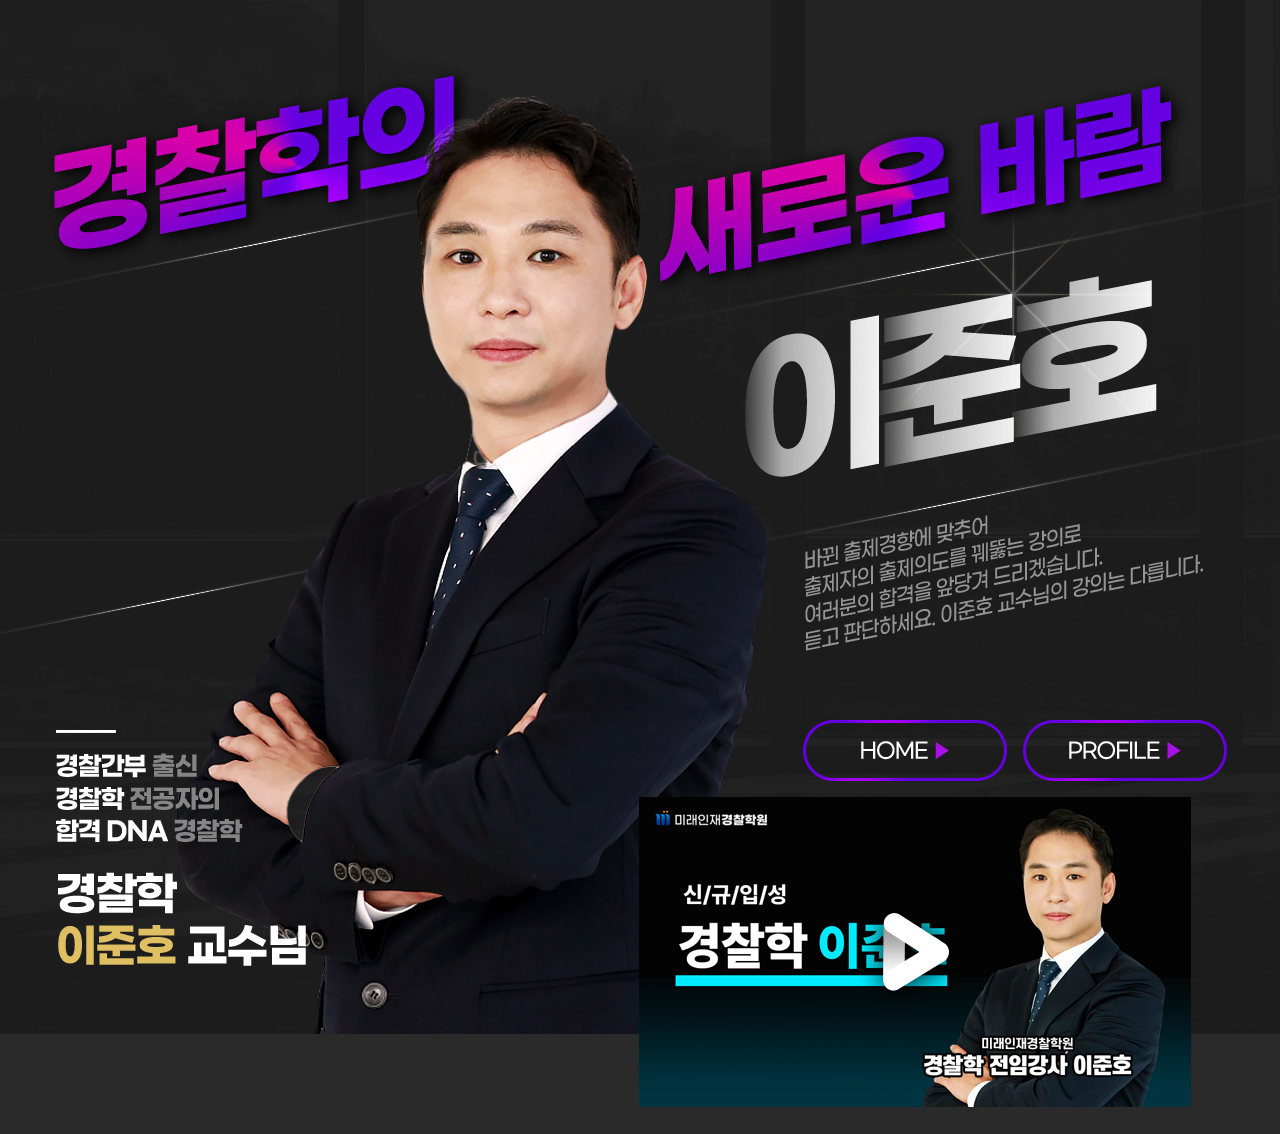 경찰학의
새로운 바람
이준호
바뀐 출제경향에 맞추어
출제자의 출제의도를 꿰뚫는 강의로
여러분의 합격을 앞당겨 드리겠습니다.
듣고 판단하세요. 이준호 교수님의 강의는 다릅니다.
HOME
PROFILE
경찰간부 출신
경찰학 전공자의
합격 DNA 경찰학
경찰학
이준호 교수님
미래인재경찰학원
신/규/입/성
경찰학 이준호
미래인재경찰학원
경찰학 전임강사 이준호